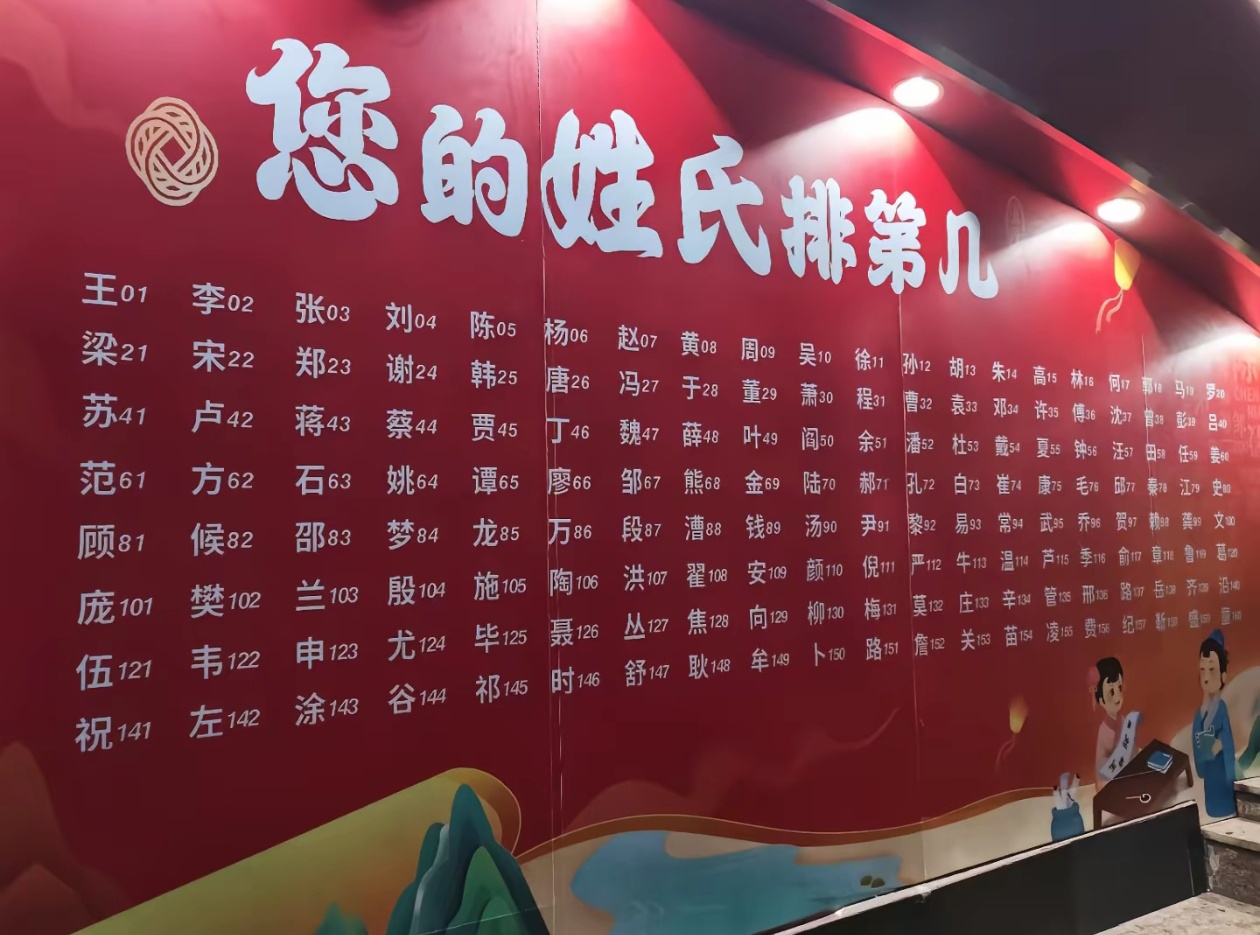 您的姓氏排第几
王01 李02 张03 刘04 陈05 杨06 赵07 黄08 周09 吴10 徐11 孙12 胡13 朱14 高15 林16 何17 郭18 马19 罗20
梁21 宋22 郑23 谢24 韩25 唐26 冯27 于28 董29 萧30 程31 曹32 袁33 邓34 许35 傅36 沈37 曾38 彭39 吕40
苏41 卢42 蒋43 蔡44 贾45 丁46 魏47 薛48 叶49 阎50 余51 潘52 杜53 戴54 夏55 钟56 汪57 田58 任59 姜60
范61 方62 石63 姚64 谭65 廖66 邹67 熊68 金69 陆70 郝71 孔72 白73 崔74 康75 毛76 邱77 秦78 江79 史80
顾81 候82 邵83 梦84 龙85 万86 段87 漕88 钱89 汤90 尹91 黎92 易93 常94 武95 乔96 贺97 赖98 龚99 文100
庞101 樊102 兰103 殷104 施105 陶106 洪107 翟108 安109 颜110 倪111 严112 牛113 温114 芦115 季116 俞117 章118 鲁119 葛120
伍121 韦122 申123 尤124 毕125 聂126 丛127 焦128 向129 柳130 梅131 莫132 庄133 辛134 管135 邢136 路137 岳138 齐139 沿140
祝141 左142 涂143 谷144 祁145 时146 舒147 耿148 牟149 卜150 路151 詹152 关153 苗154 凌155 费156 纪157 靳158 盛159 童160